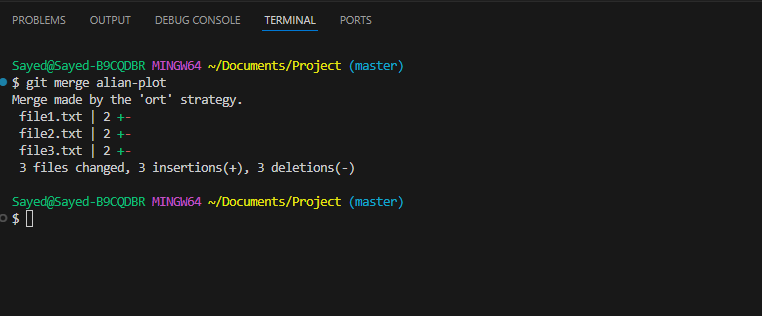 PROBLEMS OUTPUT DEBUG CONSOLE TERMINAL PORTS
Sayed@Sayed-B9CQDBR MINGW64 ~/Documents/Project (master)
$ git merge alian-plot
Merge made by the 'ort' strategy.
 file1.txt | 2 +-
 file2.txt | 2 +-
 file3.txt | 2 +-
 3 files changed, 3 insertions(+), 3 deletions(-)
Sayed@Sayed-B9CQDBR MINGW64 ~/Documents/Project (master)
$